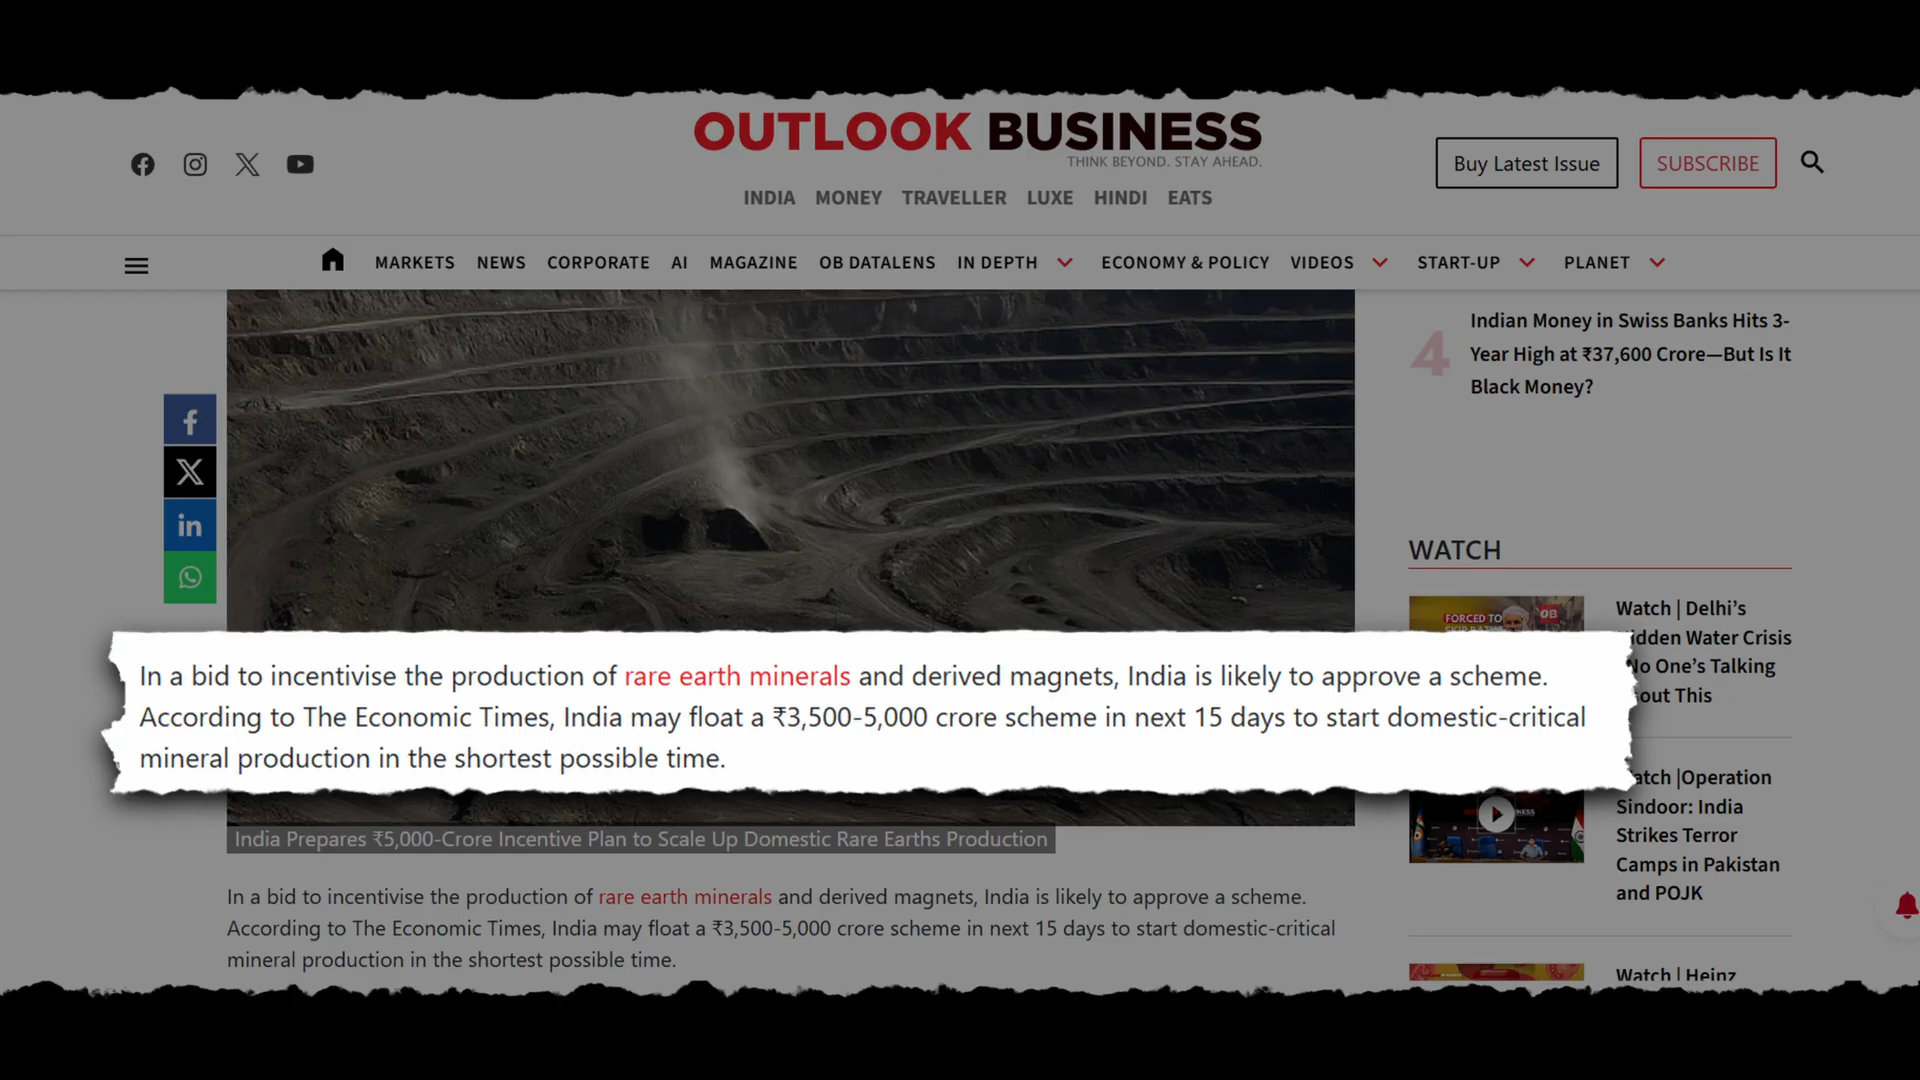 OUTLOOK BUSINESS
THINK BEYOND. STAY AHEAD.
INDIA MONEY TRAVELLER LUXE HINDI EATS
Buy Latest Issue
SUBSCRIBE
MARKETS NEWS CORPORATE AI MAGAZINE OB DATALENS IN DEPTH ECONOMY & POLICY VIDEOS START-UP PLANET
4
Indian Money in Swiss Banks Hits 3-
Year High at ₹37,600 Crore—But Is It
Black Money?
WATCH
FORCED TO
OB
Watch | Delhi's
Water Crisis
No One's Talking
This
In a bid to incentivise the production of rare earth minerals and derived magnets, India is likely to approve a scheme.
According to The Economic Times, India may float a ₹3,500-5,000 crore scheme in next 15 days to start domestic-critical
mineral production in the shortest possible time.
|Operation
Sindoor: India
Strikes Terror
Camps in Pakistan
and POJK
India Prepares ₹5,000-Crore Incentive Plan to Scale Up Domestic Rare Earths Production
In a bid to incentivise the production of rare earth minerals and derived magnets, India is likely to approve a scheme.
According to The Economic Times, India may float a ₹3,500-5,000 crore scheme in next 15 days to start domestic-critical
mineral production in the shortest possible time.
Watch | Heinz